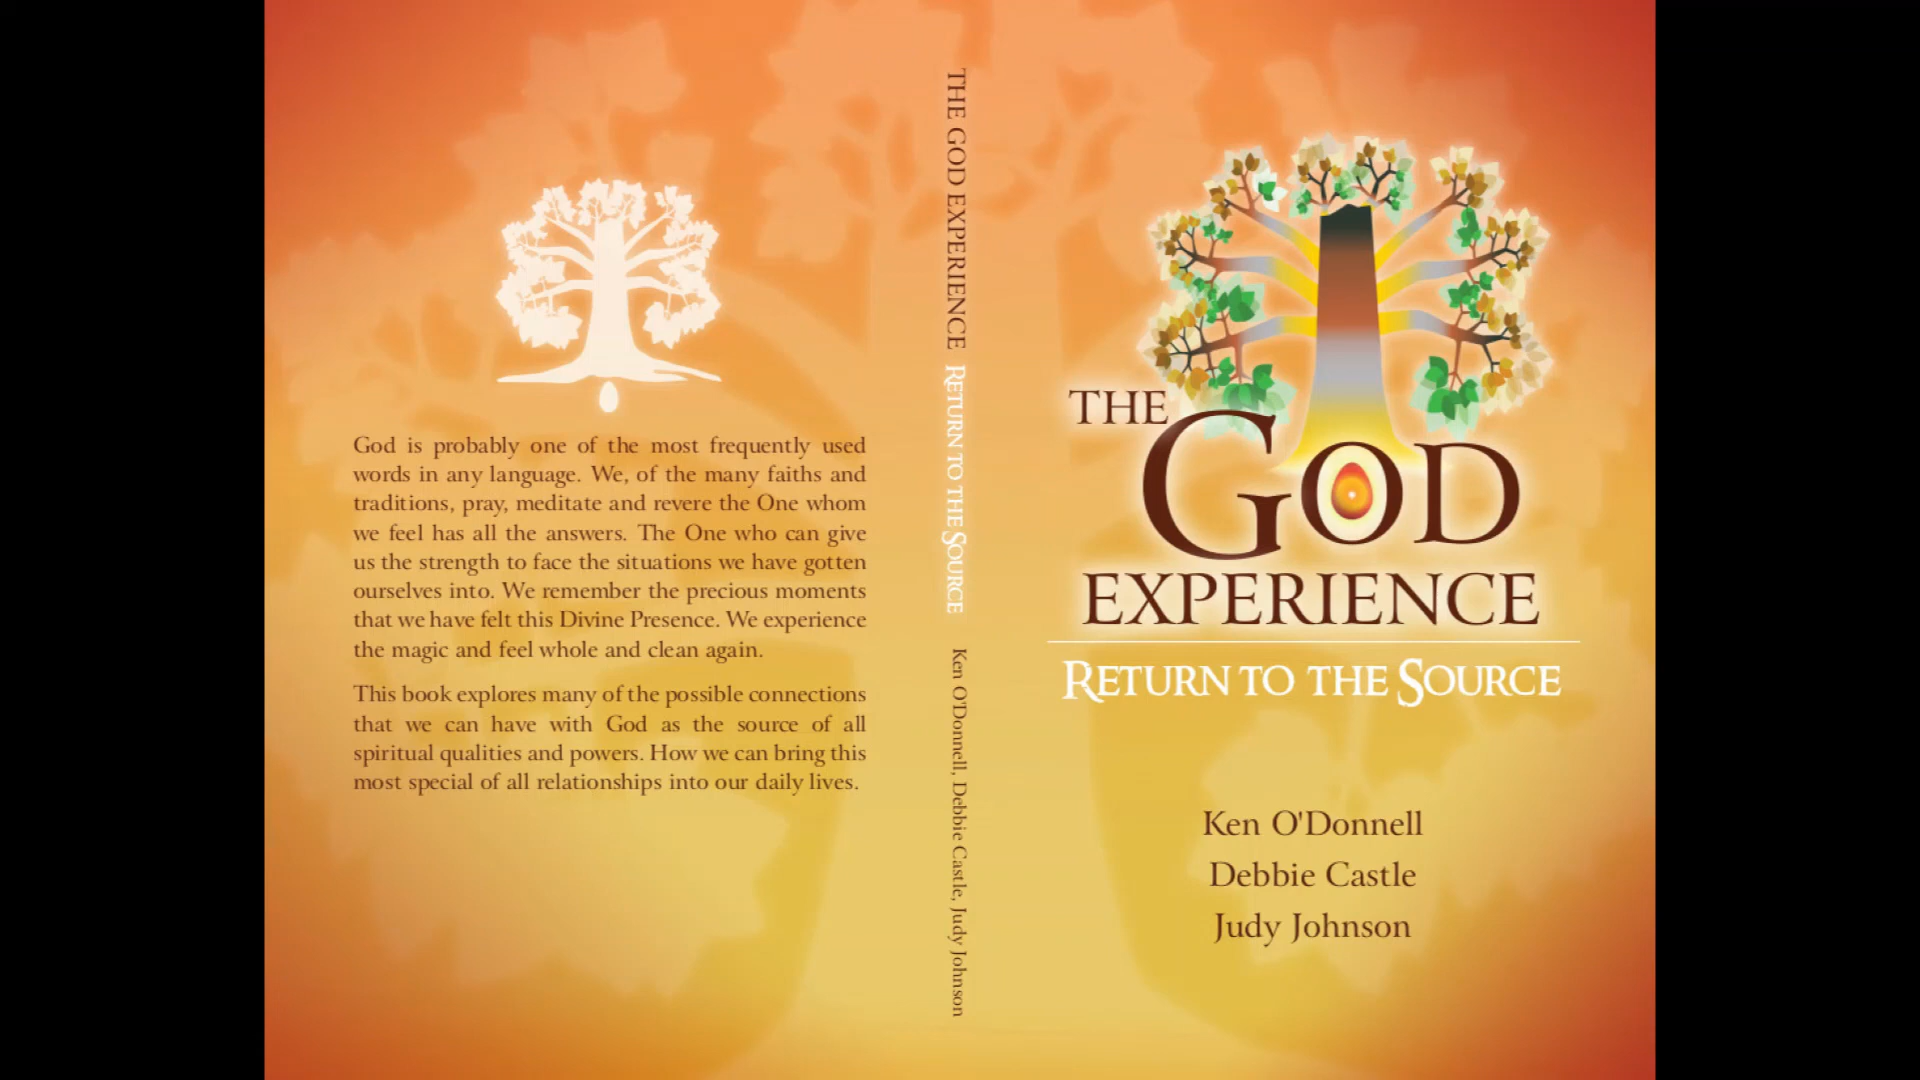 God is probably one of the most frequently used
words in any language. We, of the many faiths and
traditions, pray, meditate and revere the One whom
we feel has all the answers. The One who can give
us the strength to face the situations we have gotten
ourselves into. We remember the precious moments
that we have felt this Divine Presence. We experience
the magic and feel whole and clean again.
This book explores many of the possible connections
that we can have with God as the source of all
spiritual qualities and powers. How we can bring this
most special of all relationships into our daily lives.
THE GOD EXPERIENCE RETURN TO THE SOURCE Ken O'Donnell, Debbie Castle, Judy Johnson
THE
GOD
EXPERIENCE
RETURN TO THE SOURCE
Ken O'Donnell
Debbie Castle
Judy Johnson